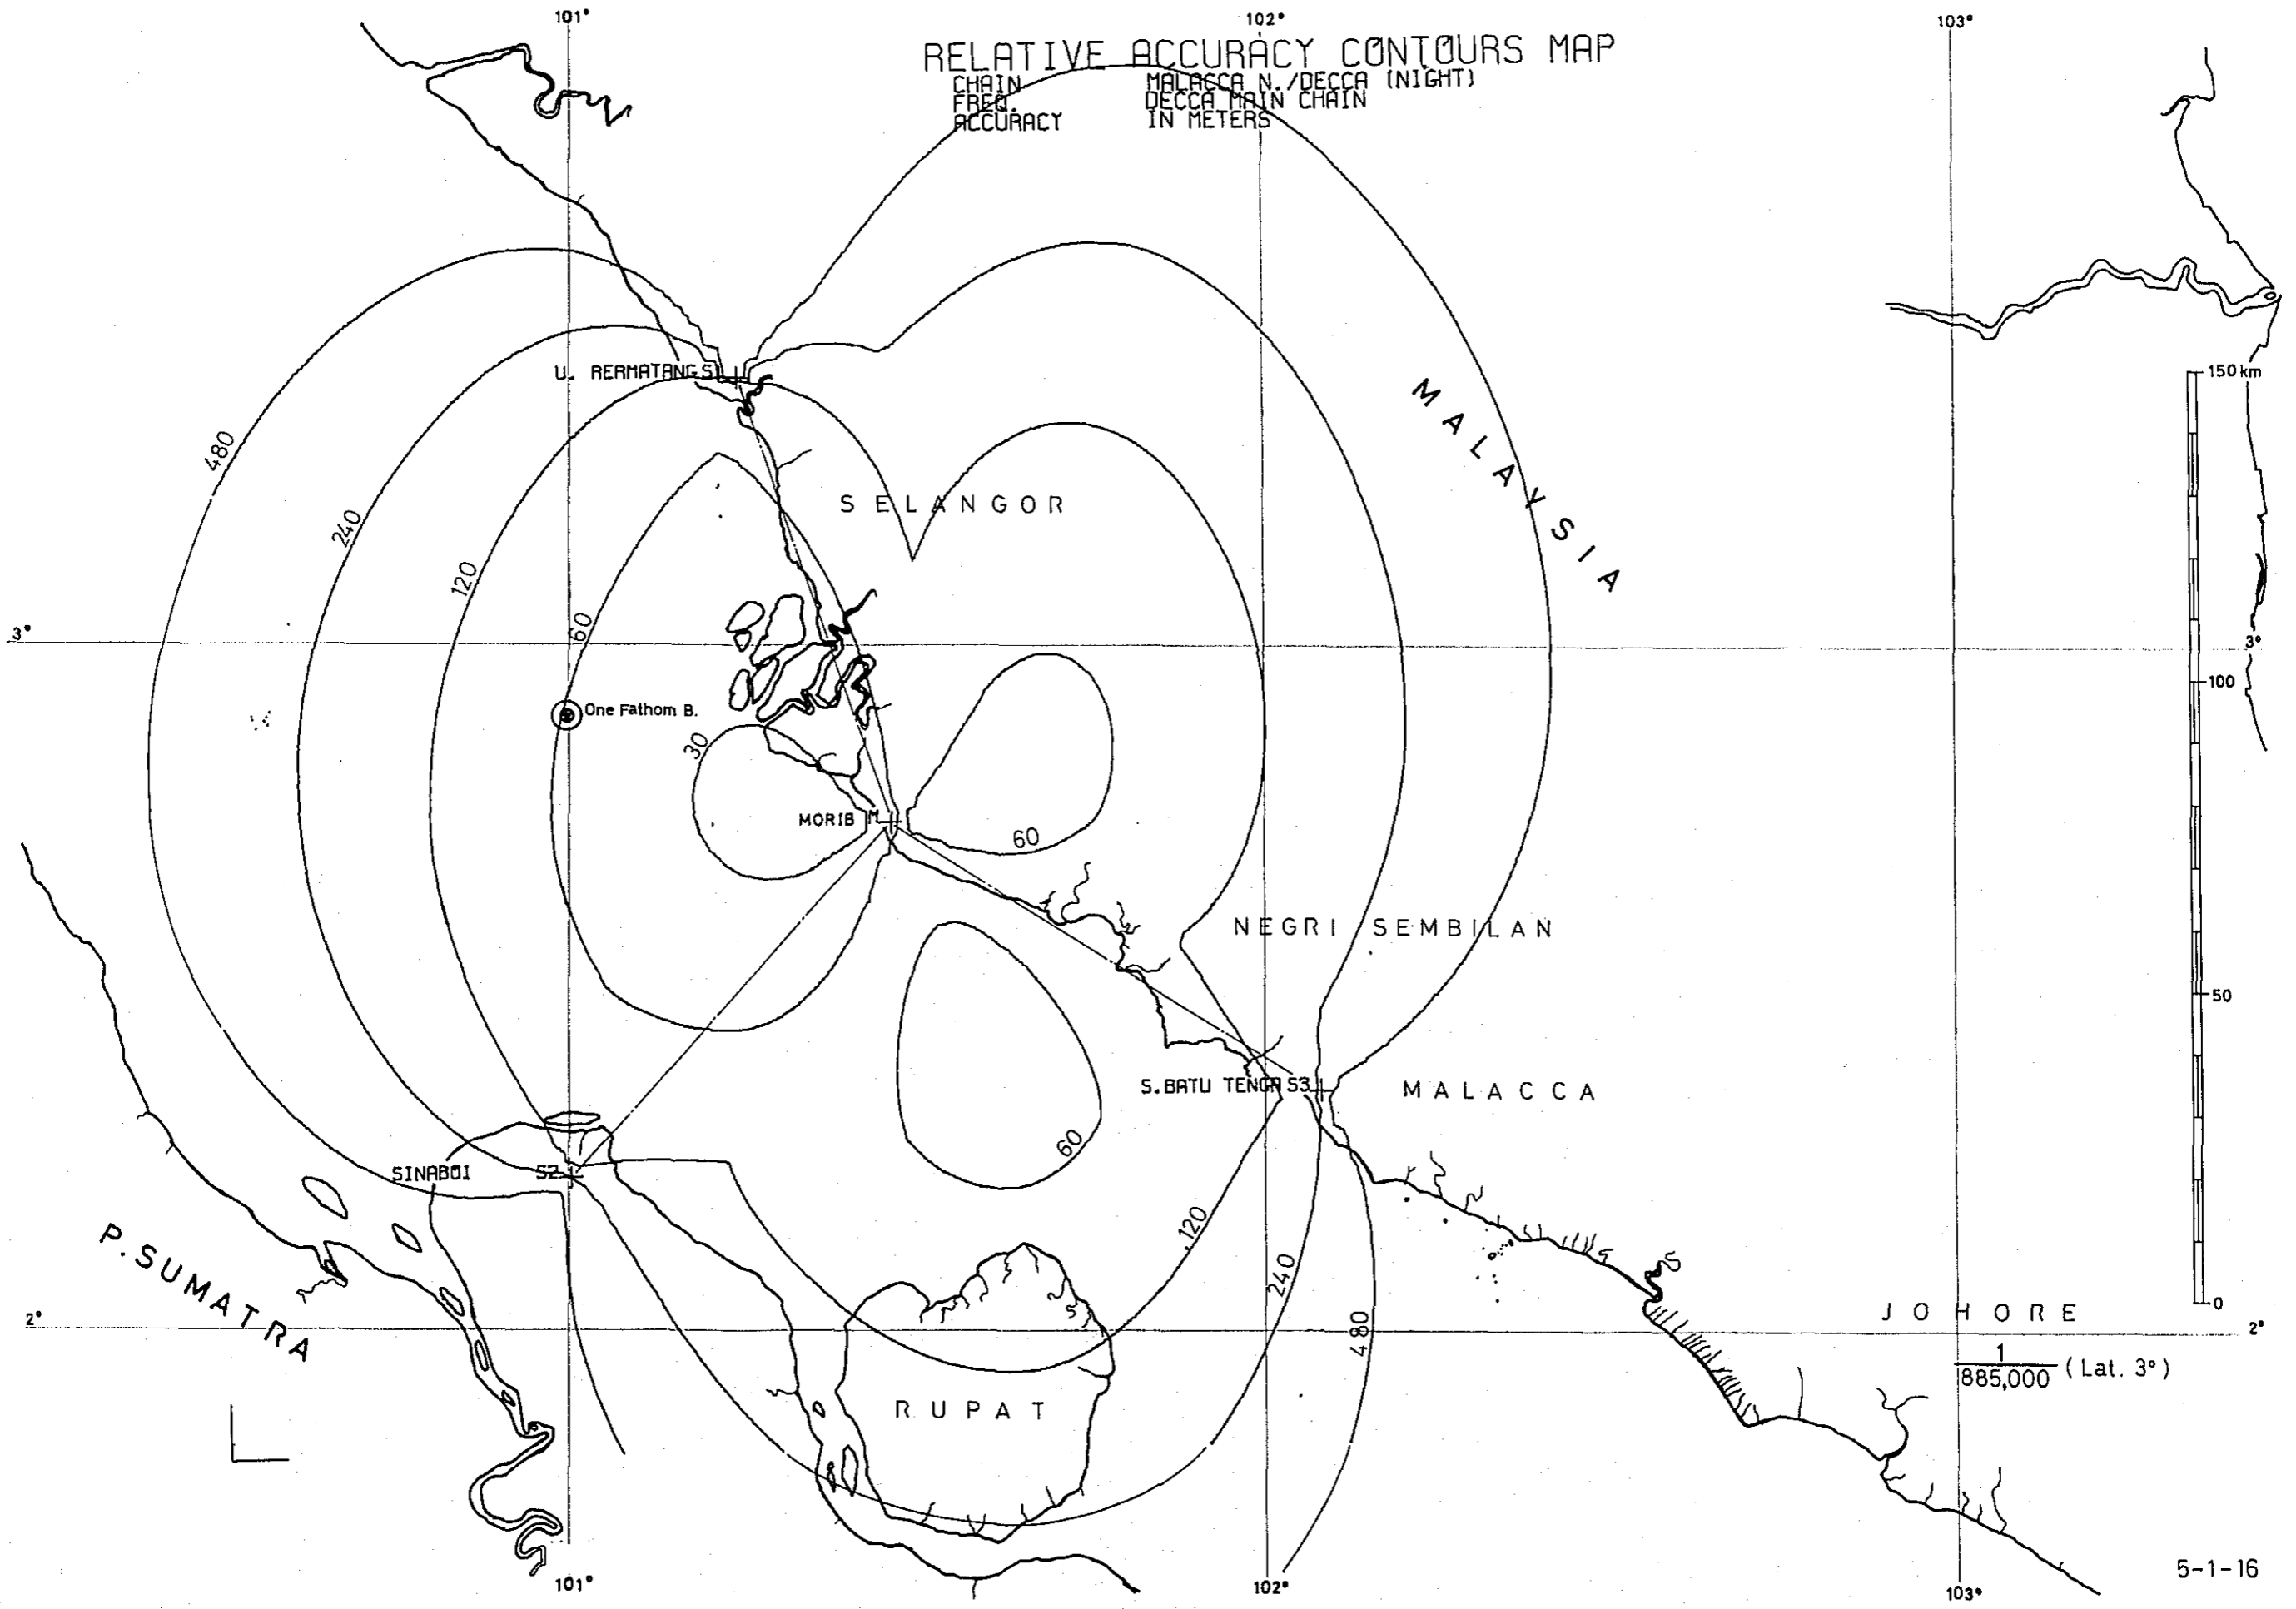 101°
102°
103°
RELATIVE ACCURACY CONTOURS MAP
CHAIN MALACCA N./DECCA (NIGHT)
FREQ. DECCA MAIN CHAIN
ACCURACY IN METERS
U. RERMATANG S1
150 km
MALAYSIA
480
240
120
60
SELANGOR
3°
3°
One Fathom B.
100
30
MORIB M
60
NEGRI SEMBILAN
50
S.BATU TENGA S3
MALACCA
60
SINABOI S2
P. SUMATRA
120
240
480
0
JOHORE
2°
2°
1
885,000 (Lat. 3°)
RUPAT
5-1-16
101°
102°
103°